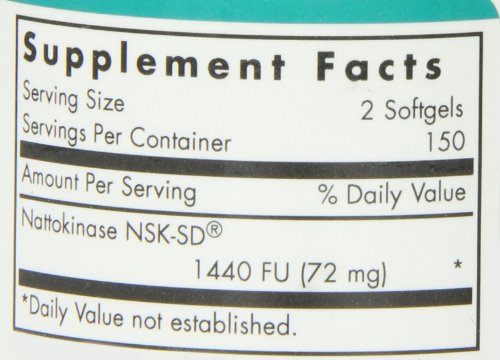 Supplement Facts
Serving Size 2 Softgels
Servings Per Container 150
Amount Per Serving % Daily Value
Nattokinase NSK-SD®
1440 FU (72 mg) *
*Daily Value not established.